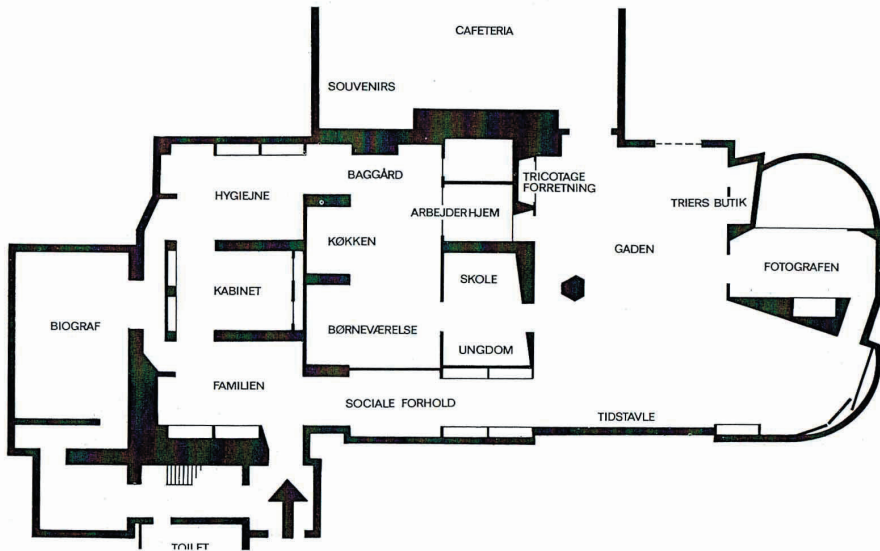 CAFETERIA
SOUVENIRS
BAGGÅRD
TRICOTAGE
FORRETNING
HYGIEJNE
ARBEJDERHJEM
TRIERS BUTIK
KØKKEN
GADEN
FOTOGRAFEN
SKOLE
KABINET
BIOGRAF
BØRNEVÆRELSE
UNGDOM
FAMILIEN
SOCIALE FORHOLD
TIDSTAVLE
TOILET